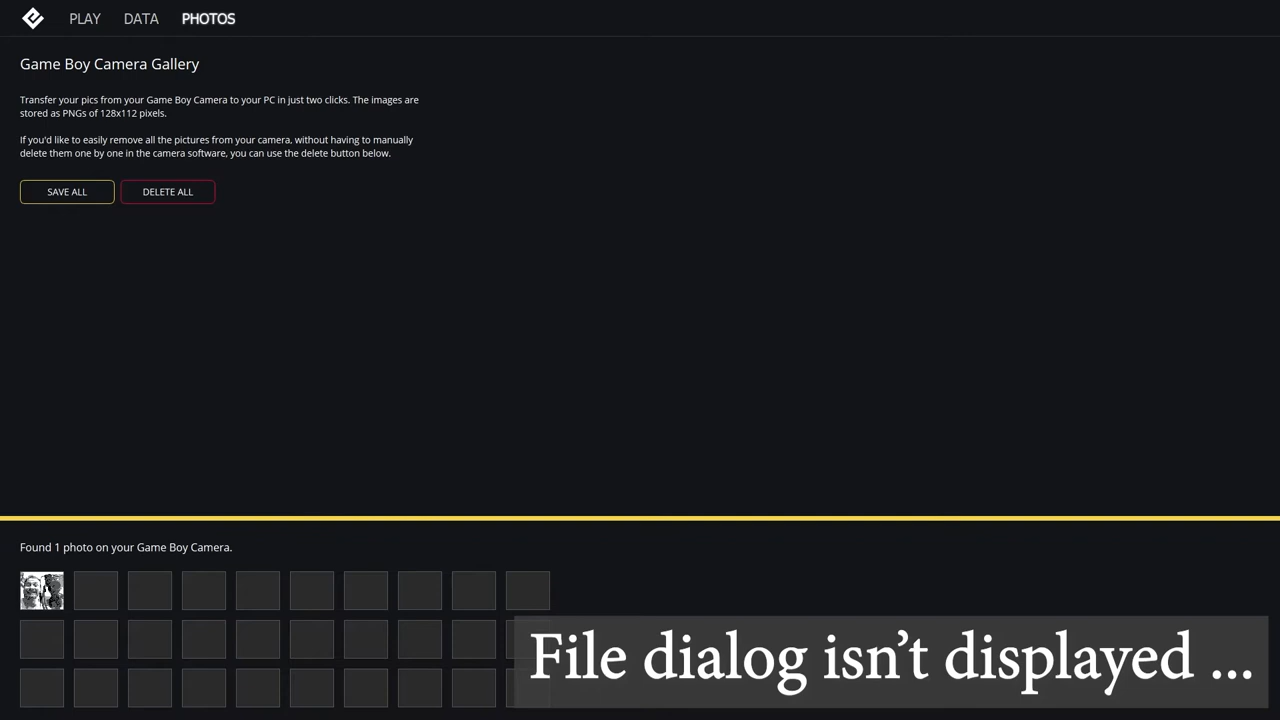 PLAY DATA PHOTOS
Game Boy Camera Gallery
Transfer your pics from your Game Boy Camera to your PC in just two clicks. The images are
stored as PNGs of 128x112 pixels.
If you'd like to easily remove all the pictures from your camera, without having to manually
delete them one by one in the camera software, you can use the delete button below.
SAVE ALL DELETE ALL
Found 1 photo on your Game Boy Camera.
File dialog isn’t displayed ...